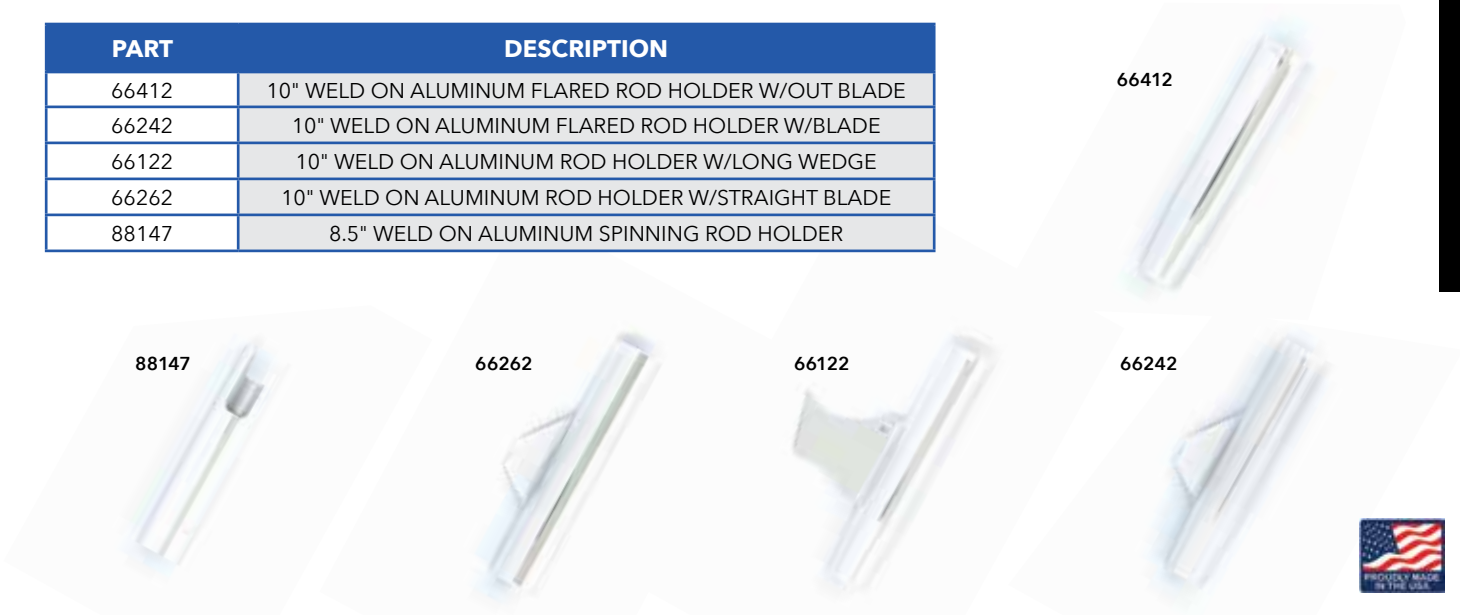 PART DESCRIPTION
66412 10" WELD ON ALUMINUM FLARED ROD HOLDER W/OUT BLADE
66242 10" WELD ON ALUMINUM FLARED ROD HOLDER W/BLADE
66122 10" WELD ON ALUMINUM ROD HOLDER W/LONG WEDGE
66262 10" WELD ON ALUMINUM ROD HOLDER W/STRAIGHT BLADE
88147 8.5" WELD ON ALUMINUM SPINNING ROD HOLDER
66412
88147 66262 66122 66242
PROUDLY MADE
IN THE USA